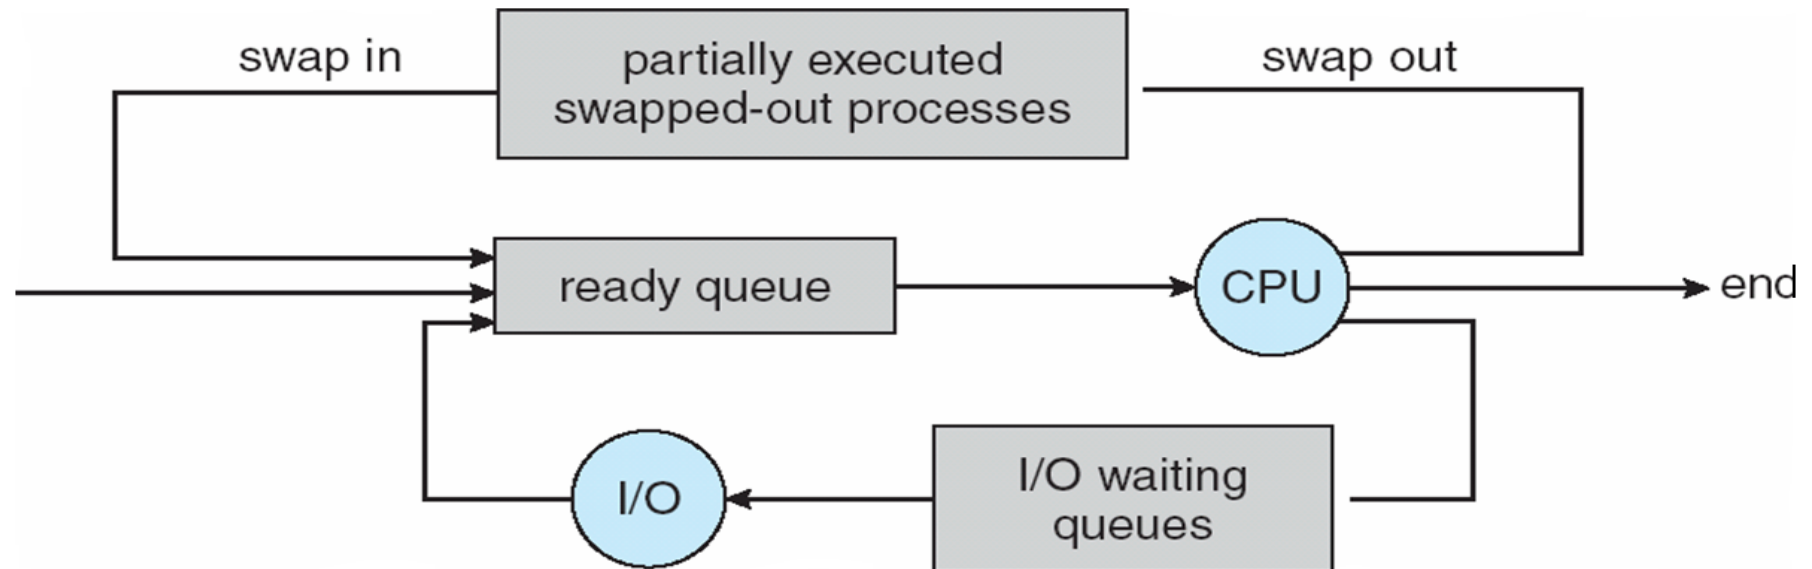 swap in
partially executed
swapped-out processes
swap out
ready queue
CPU
end
I/O
I/O waiting
queues